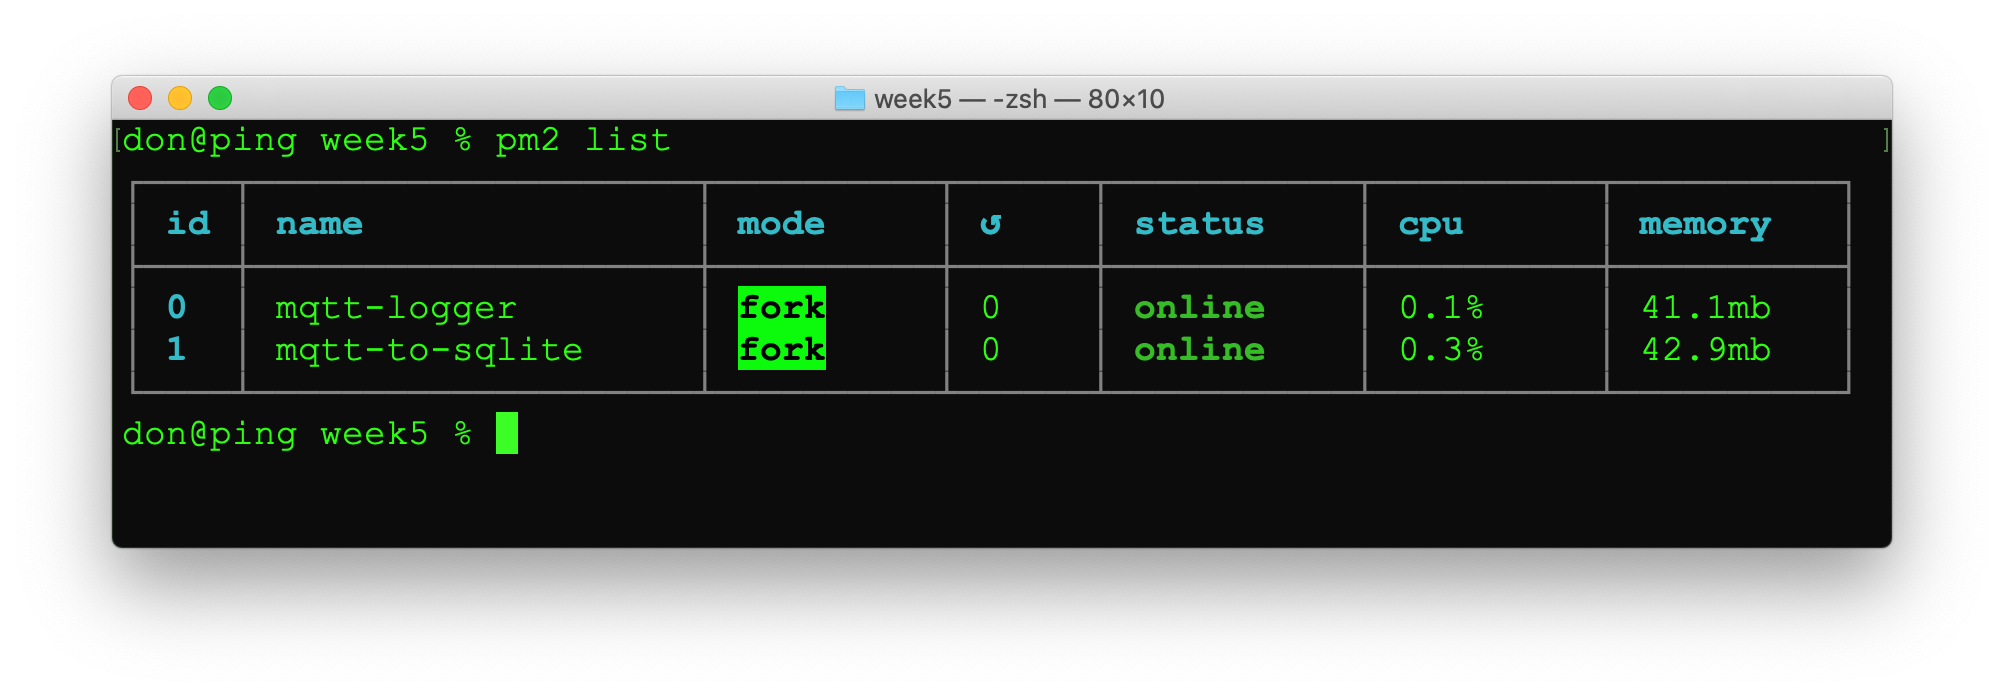 week5 — -zsh — 80×10
[don@ping week5 % pm2 list ]
id name mode ↺ status cpu memory
0 mqtt-logger fork 0 online 0.1% 41.1mb
1 mqtt-to-sqlite fork 0 online 0.3% 42.9mb
don@ping week5 %